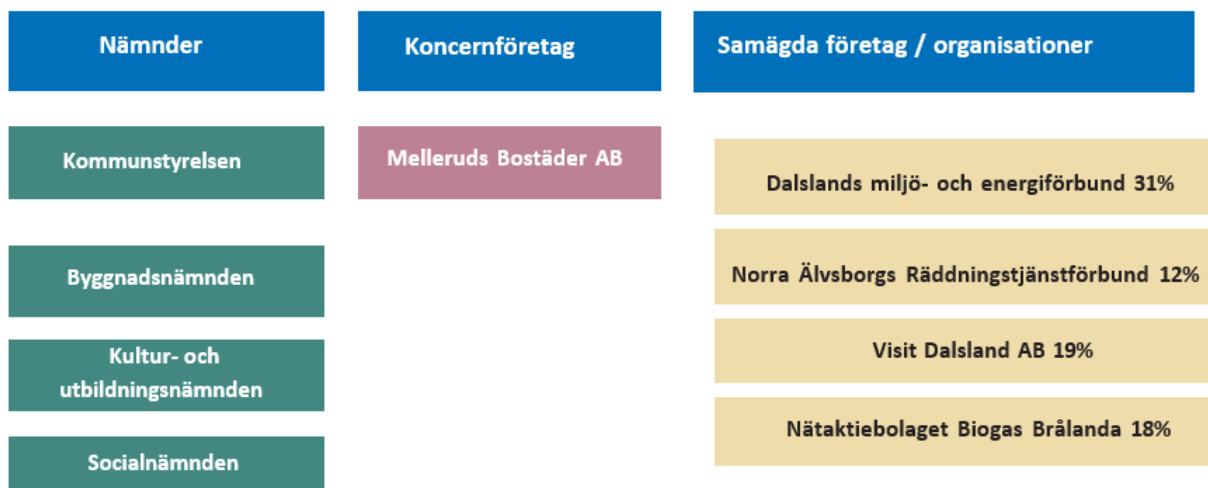 Nämnder
Koncernföretag
Samägda företag / organisationer
Kommunstyrelsen
Melleruds Bostäder AB
Dalslands miljö- och energiförbund 31%
Byggnadsnämnden
Norra Älvsborgs Räddningstjänstförbund 12%
Kultur- och
utbildningsnämnden
Visit Dalsland AB 19%
Nätaktiebolaget Biogas Brålanda 18%
Socialnämnden